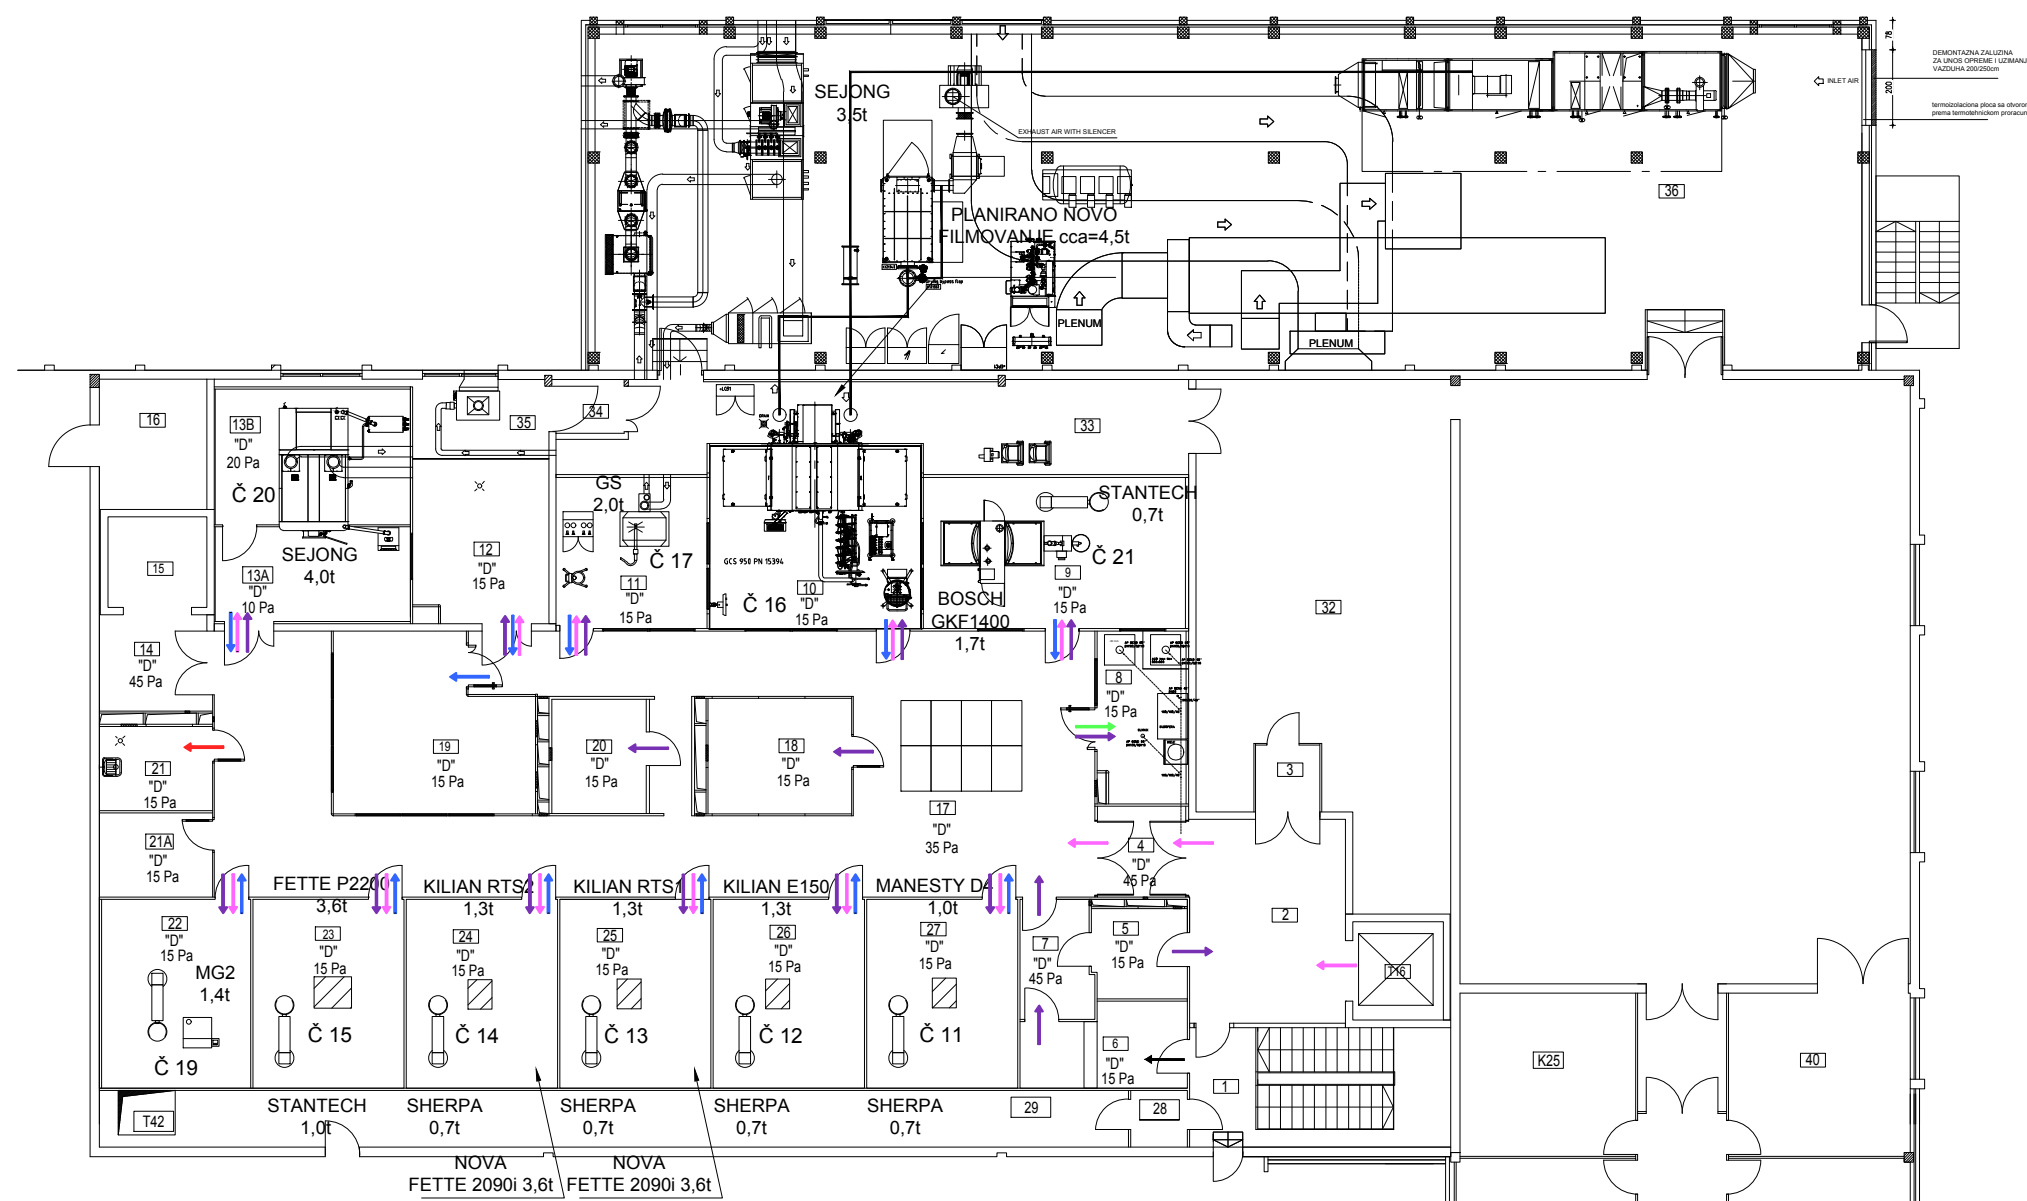 SEJONG
3,5t
EXHAUST AIR WITH SILENCER
PLANIRANO NOVO
FILMOVANJE cca=4,5t
PLENUM
PLENUM
INLET AIR
78
200
DEMONTAZNA ZALUZINA
ZA UNOS OPREME I UZIMANJ
VAZDUHA 200/250cm
termoizolaciona ploca sa otvorom
prema termotehnickom proracun
36
16
13B
"D"
20 Pa
Č 20
SEJONG
4,0t
13A
"D"
10 Pa
35
34
33
12
"D"
15 Pa
GS
2,0t
Č 17
11
"D"
15 Pa
GCS 950 PN 15394
Č 16
10
"D"
15 Pa
STANTECH
0,7t
Č 21
9
"D"
15 Pa
BOSCH
GKF1400
1,7t
15
14
"D"
45 Pa
32
8
"D"
15 Pa
21
"D"
15 Pa
19
"D"
15 Pa
20
"D"
15 Pa
18
"D"
15 Pa
17
"D"
35 Pa
3
21A
"D"
15 Pa
4
"D"
45 Pa
2
T16
FETTE P2200
3,6t
KILIAN RTS2
1,3t
KILIAN RTS1
1,3t
KILIAN E150
1,3t
MANESTY D4
1,0t
22
"D"
15 Pa
MG2
1,4t
Č 19
23
"D"
15 Pa
Č 15
24
"D"
15 Pa
Č 14
25
"D"
15 Pa
Č 13
26
"D"
15 Pa
Č 12
27
"D"
15 Pa
Č 11
7
"D"
45 Pa
5
"D"
15 Pa
6
"D"
15 Pa
1
K25
40
T42
STANTECH
1,0t
SHERPA
0,7t
SHERPA
0,7t
SHERPA
0,7t
SHERPA
0,7t
29
28
NOVA
FETTE 2090i 3,6t
NOVA
FETTE 2090i 3,6t